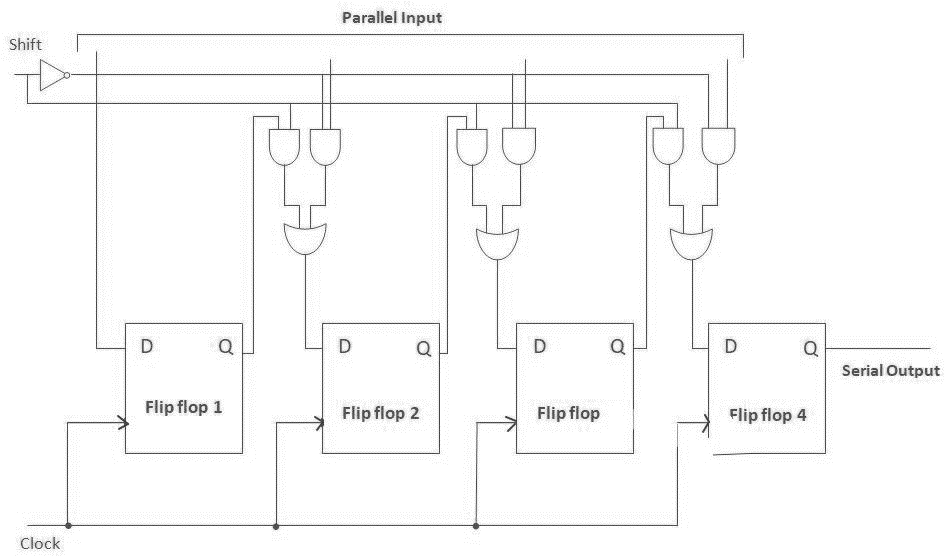 Parallel Input
Shift
D Q
Flip flop 1
D Q
Flip flop 2
D Q
Flip flop
D Q
Flip flop 4
Serial Output
Clock